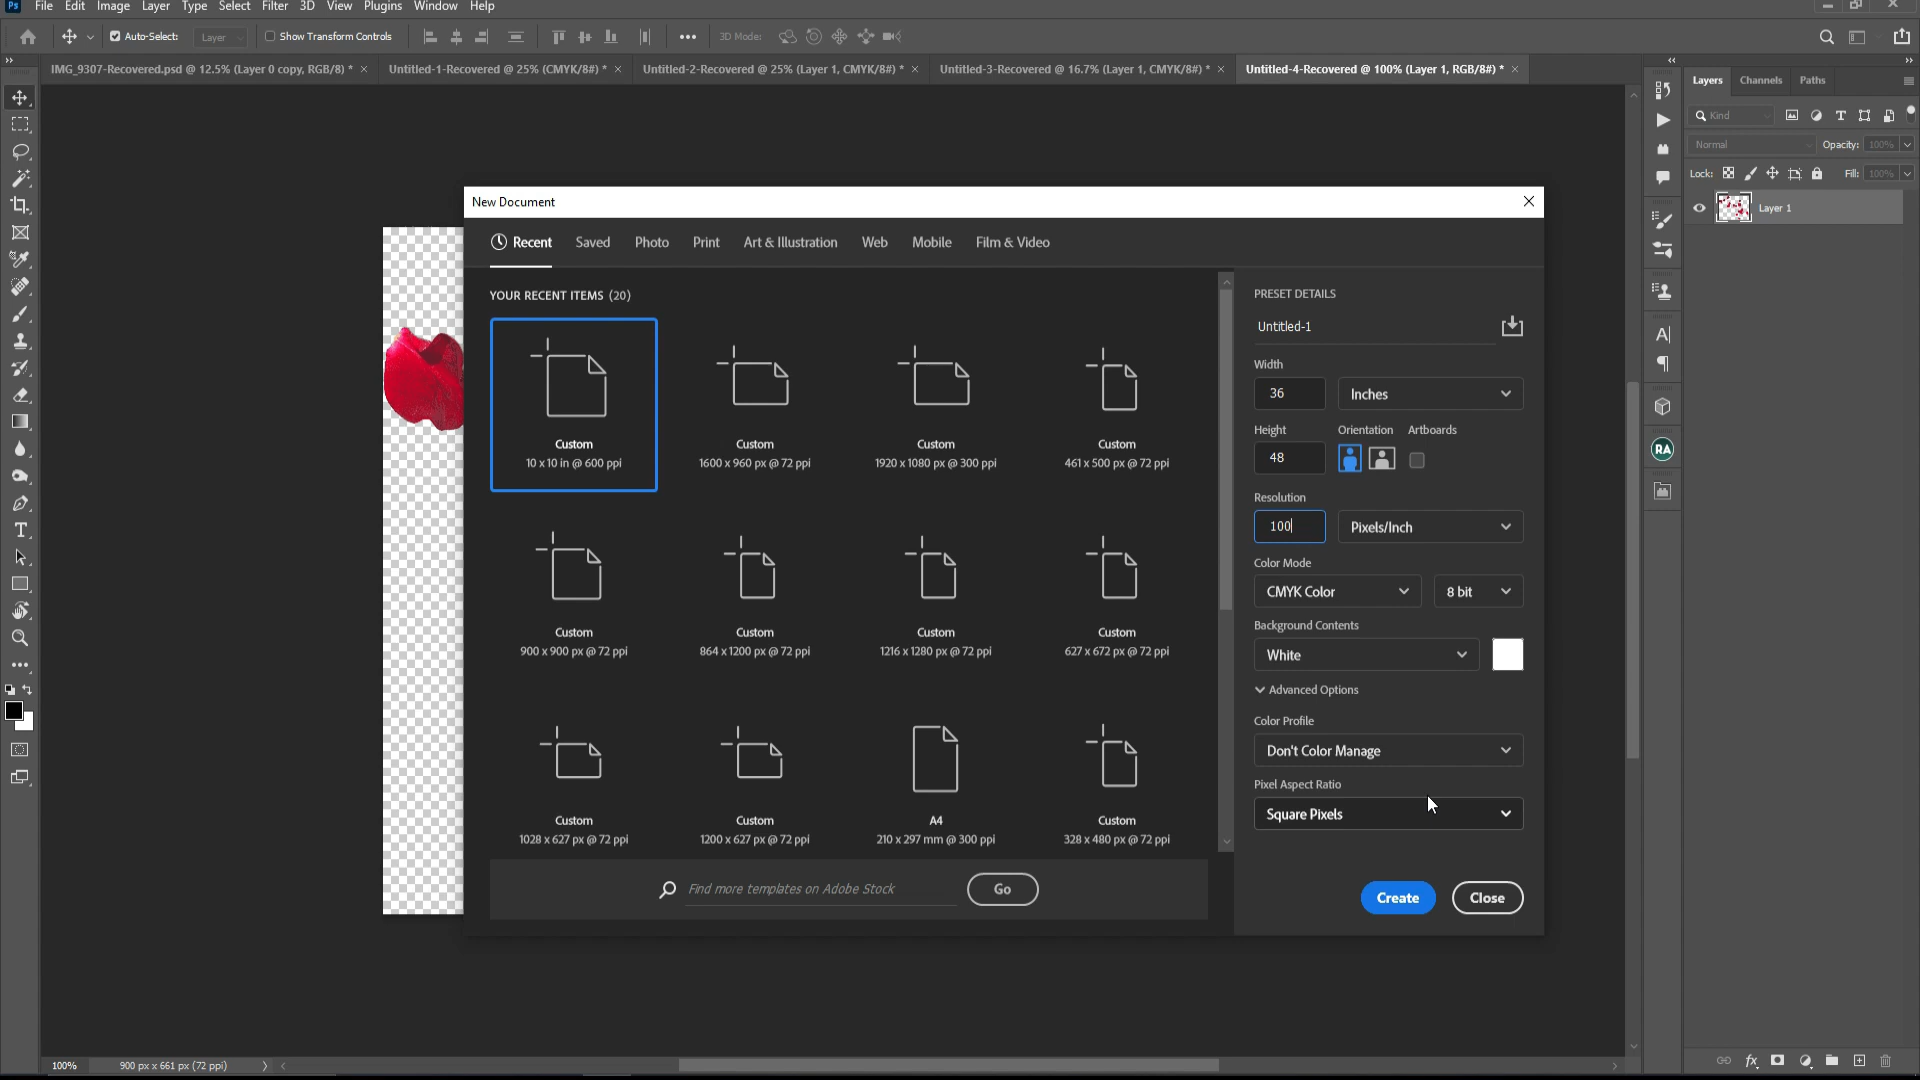 Ps File Edit Image Layer Type Select Filter 3D View Plugins Window Help
Auto-Select: Layer Show Transform Controls 3D Mode:
IMG_9307-Recovered.psd @ 12.5% (Layer 0 copy, RGB/8) * Untitled-1-Recovered @ 25% (CMYK/8#) * Untitled-2-Recovered @ 25% (Layer 1, CMYK/8#) * Untitled-3-Recovered @ 16.7% (Layer 1, CMYK/8#) * Untitled-4-Recovered @ 100% (Layer 1, RGB/8#) *
Layers Channels Paths
Kind
Normal Opacity: 100%
Lock: Fill: 100%
Layer 1
New Document
Recent Saved Photo Print Art & Illustration Web Mobile Film & Video
YOUR RECENT ITEMS (20)
Custom
10 x 10 in @ 600 ppi
Custom
1600 x 960 px @ 72 ppi
Custom
1920 x 1080 px @ 300 ppi
Custom
461 x 500 px @ 72 ppi
Custom
900 x 900 px @ 72 ppi
Custom
864 x 1200 px @ 72 ppi
Custom
1216 x 1280 px @ 72 ppi
Custom
627 x 672 px @ 72 ppi
Custom
1028 x 627 px @ 72 ppi
Custom
1200 x 627 px @ 72 ppi
A4
210 x 297 mm @ 300 ppi
Custom
328 x 480 px @ 72 ppi
Find more templates on Adobe Stock Go
PRESET DETAILS
Untitled-1
Width
36 Inches
Height Orientation Artboards
48
Resolution
100 Pixels/Inch
Color Mode
CMYK Color 8 bit
Background Contents
White
Advanced Options
Color Profile
Don't Color Manage
Pixel Aspect Ratio
Square Pixels
Create Close
RA
100% 900 px x 661 px (72 ppi)
fx